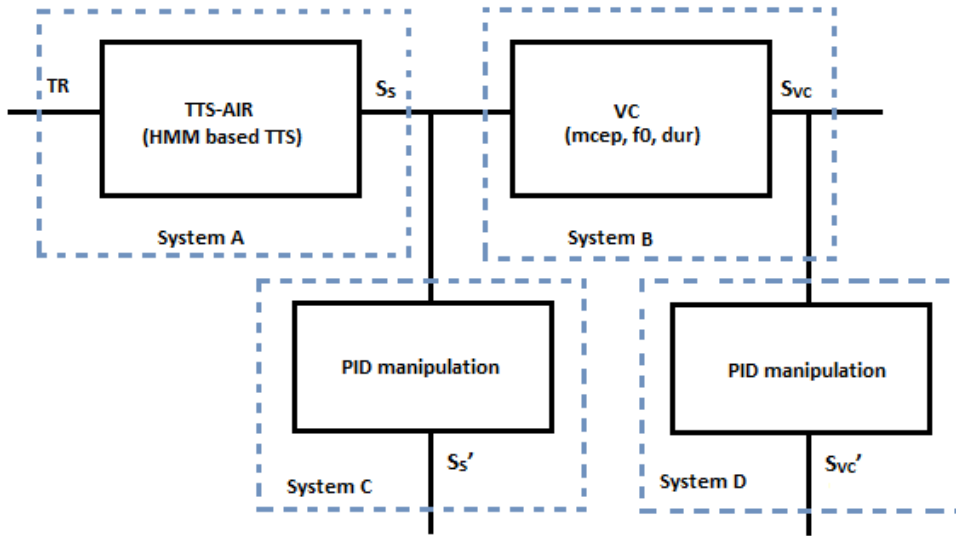 TR
TTS-AIR
(HMM based TTS)
System A
Ss
VC
(mcep, f0, dur)
System B
Svc
PID manipulation
Ss’
System C
PID manipulation
Svc’
System D